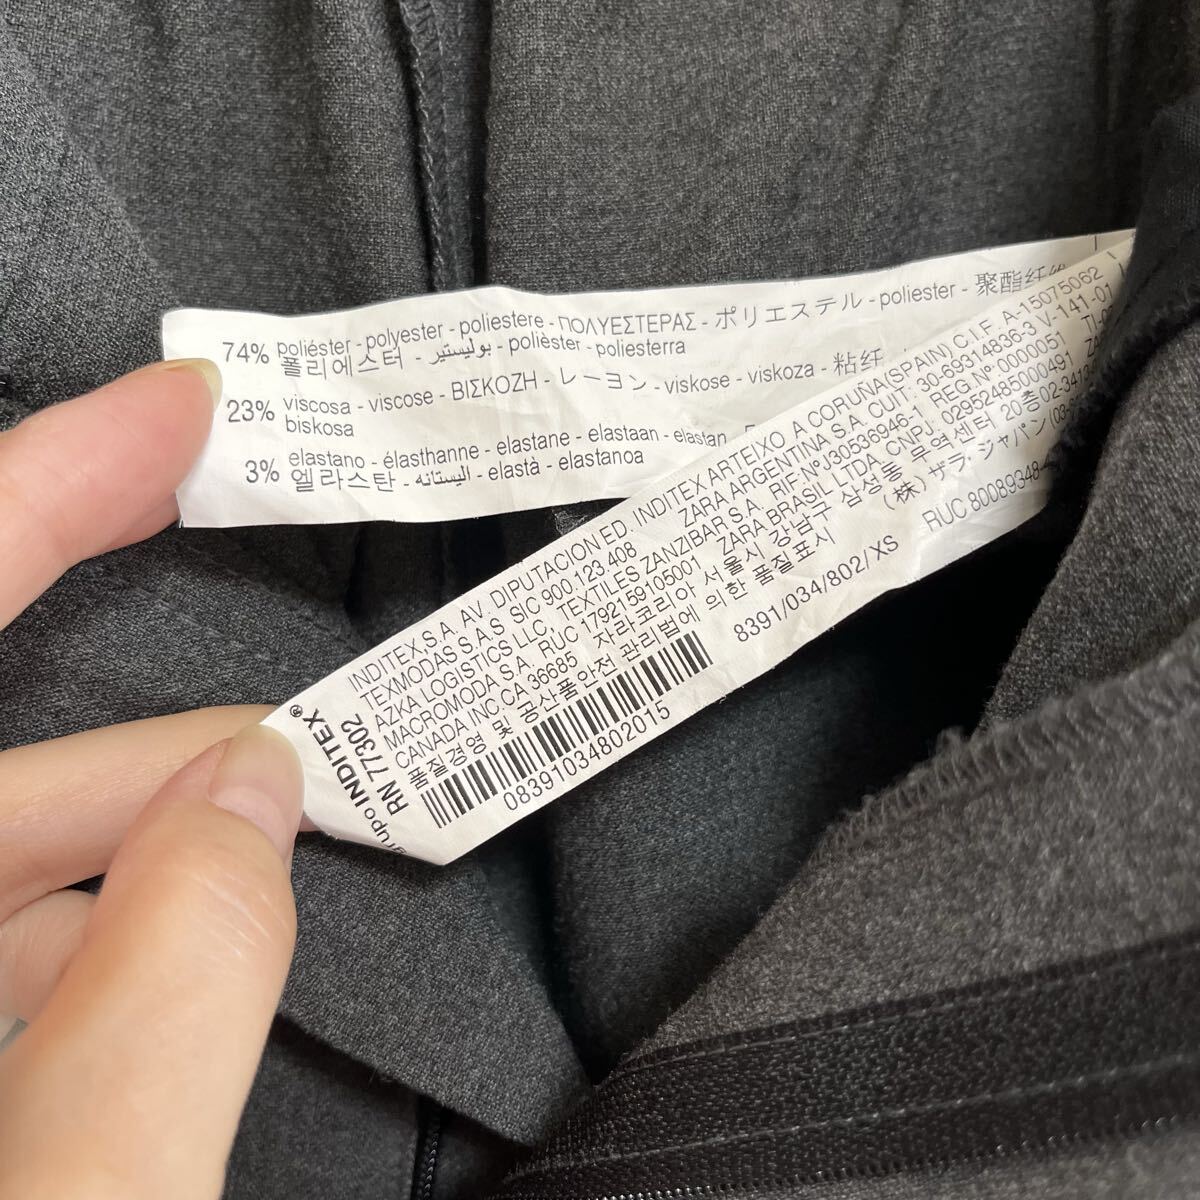 74% poliéster - polyester - poliestere - ΠΟΛΥΕΣΤΕΡΑΣ - ポリエステル - poliester - 聚酯纤维
폴리에스터 - بوليستير - polièster - poliesterra
23% viscosa - viscose - ΒΙΣΚΟΖΗ - レーヨン - viskose - viskoza - 粘纤
biskosa
3% elastano - élasthanne - elastane - elastaan - elastan
엘라스탄 - اليستانه - elastà - elastanoa
grupo INDITEX®
RN 77302
INDITEX,S.A. AV. DIPUTACION ED. INDITEX ARTEIXO A CORUÑA(SPAIN) C.I.F. A-15075062
TEXMODAS S.A.S SIC 900.123.408 ZARA ARGENTINA S.A. CUIT: 30-69314836-3 V-141-01
AZKA LOGISTICS LLC, TEXTILES ZANZIBAR S.A RIF Nº J30536946-1 REG.Nº 0000051
MACROMODA S.A. RUC 1792159105001 ZARA BRASIL LTDA, CNPJ: 02952485000491
CANADA INC CA 36685 자라코리아 서울시 강남구 삼성동 무역센터 20층 02-3413
품질경영 및 공산품안전 관리법에 의한 품질표시 (株) ザラ・ジャパン (03-
RUC 80089348-4
8391/034/802/XS
08391034802015